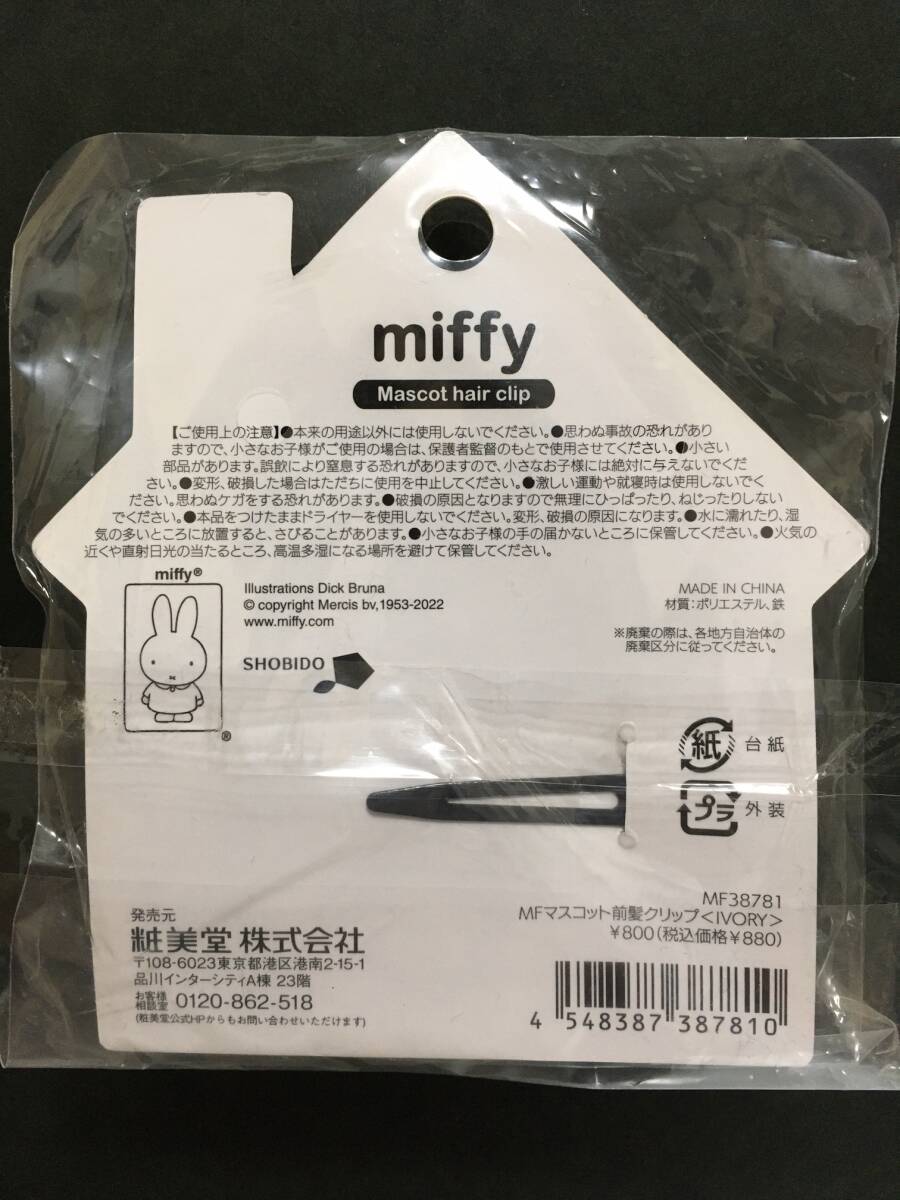 miffy
Mascot hair clip
【ご使用上の注意】●本来の用途以外には使用しないでください。●思わぬ事故の恐れがあり
ますので、小さなお子様がご使用の場合は、保護者監督のもとで使用させてください。●小さい
部品があります。誤飲により窒息する恐れがありますので、小さなお子様には絶対に与えないでくだ
さい。●変形、破損した場合はただちに使用を中止してください。●激しい運動や就寝時は使用しないでく
ださい。思わぬケガをする恐れがあります。●破損の原因となりますので無理にひっぱったり、ねじったりしない
でください。●本品をつけたままドライヤーを使用しないでください。変形、破損の原因になります。●水に濡れたり、湿
気の多いところに放置すると、さびることがあります。●小さなお子様の手の届かないところに保管してください。●火気の
近くや直射日光の当たるところ、高温多湿になる場所を避けて保管してください。
miffy®
®
Illustrations Dick Bruna
© copyright Mercis bv,1953-2022
www.miffy.com
SHOBIDO
MADE IN CHINA
材質:ポリエステル、鉄
※廃棄の際は、各地方自治体の
廃棄区分に従ってください。
紙 台紙
プラ 外装
MF38781
MFマスコット前髪クリップ<IVORY>
¥800(税込価格¥880)
4 548387 387810
発売元
粧美堂 株式会社
〒108-6023東京都港区港南2-15-1
品川インターシティA棟 23階
お客様相談室 0120-862-518
(粧美堂公式HPからもお問い合わせいただけます)